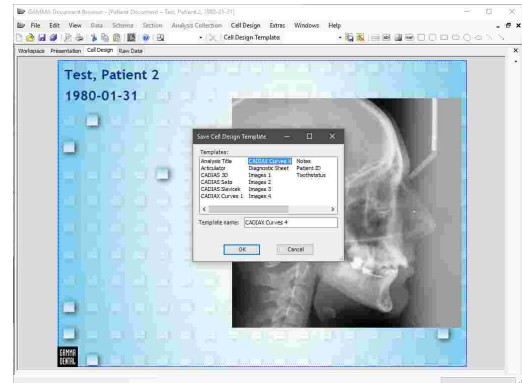 GAMMA Document Browser - [Patient Document - Test, Patient 2, 1980-01-31]
File Edit View Data Schema Section Analysis Collection Cell Design Extras Windows Help
Cell Design Template:
Workspace Presentation Cell Design Raw Data
Test, Patient 2
1980-01-31
Save Cell Design Template
Templates:
Analysis Title CADIAX Curves 4 Notes
Articulator Diagnostic Sheet Patient ID
CADIAS 3D Images 1 Toothstatus
CADIAS Sato Images 2
CADIAS Slavicek Images 3
CADIAX Curves 1 Images 4
Template name: CADIAX Curves 4
OK Cancel
GAMMA
DENTAL